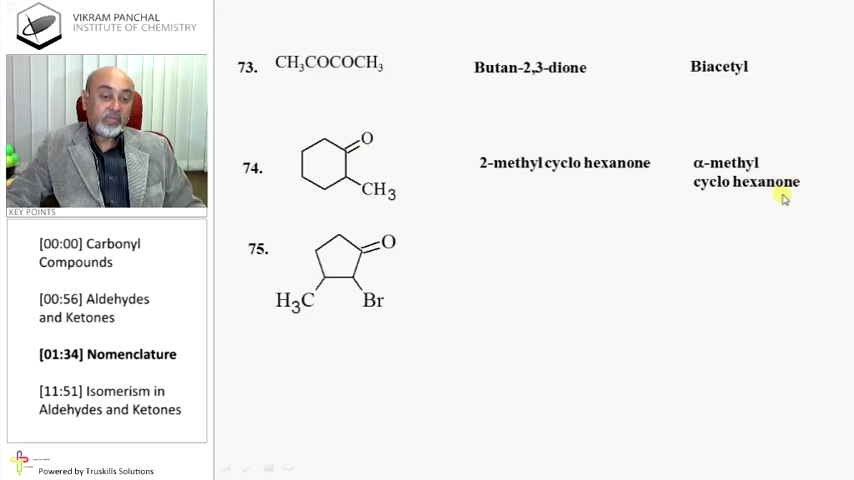 VIKRAM PANCHAL
INSTITUTE OF CHEMISTRY
KEY POINTS
[00:00] Carbonyl
Compounds
[00:56] Aldehydes
and Ketones
[01:34] Nomenclature
[11:51] Isomerism in
Aldehydes and Ketones
Powered by Truskills Solutions
73. CH₃COCOCH₃ Butan-2,3-dione Biacetyl
74. O CH₃ 2-methyl cyclo hexanone α-methyl
cyclo hexanone
75. O
H₃C Br